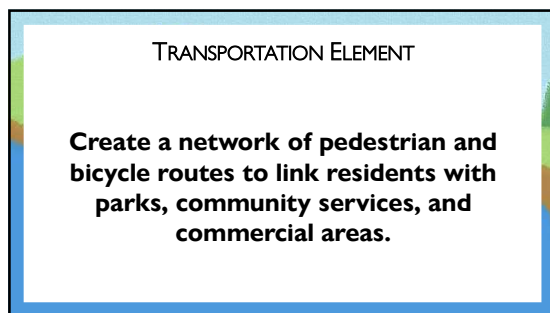 TRANSPORTATION ELEMENT
Create a network of pedestrian and
bicycle routes to link residents with
parks, community services, and
commercial areas.